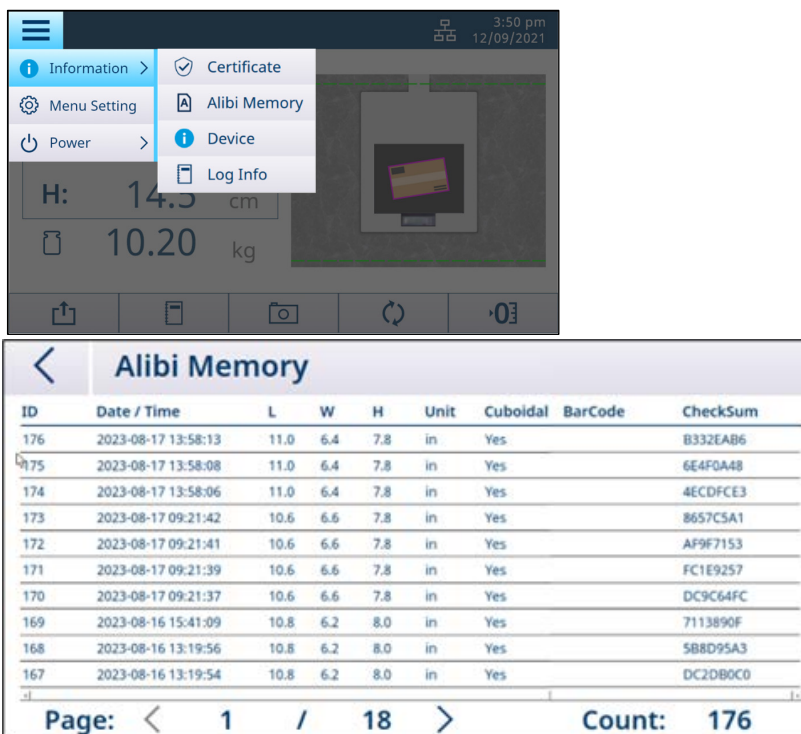 3:50 pm
12/09/2021
Information
Certificate
Menu Setting
Alibi Memory
Power
Device
Log Info
H: 14.5 cm
10.20 kg
0
Alibi Memory
ID Date / Time L W H Unit Cuboidal BarCode CheckSum
176 2023-08-17 13:58:13 11.0 6.4 7.8 in Yes B332EAB6
175 2023-08-17 13:58:08 11.0 6.4 7.8 in Yes 6E4F0A48
174 2023-08-17 13:58:06 11.0 6.4 7.8 in Yes 4ECDFCE3
173 2023-08-17 09:21:42 10.6 6.6 7.8 in Yes 8657C5A1
172 2023-08-17 09:21:41 10.6 6.6 7.8 in Yes AF9F7153
171 2023-08-17 09:21:39 10.6 6.6 7.8 in Yes FC1E9257
170 2023-08-17 09:21:37 10.6 6.6 7.8 in Yes DC9C64FC
169 2023-08-16 15:41:09 10.8 6.2 8.0 in Yes 7113890F
168 2023-08-16 13:19:56 10.8 6.2 8.0 in Yes 5B8D95A3
167 2023-08-16 13:19:54 10.8 6.2 8.0 in Yes DC2DB0C0
Page: < 1 / 18 > Count: 176